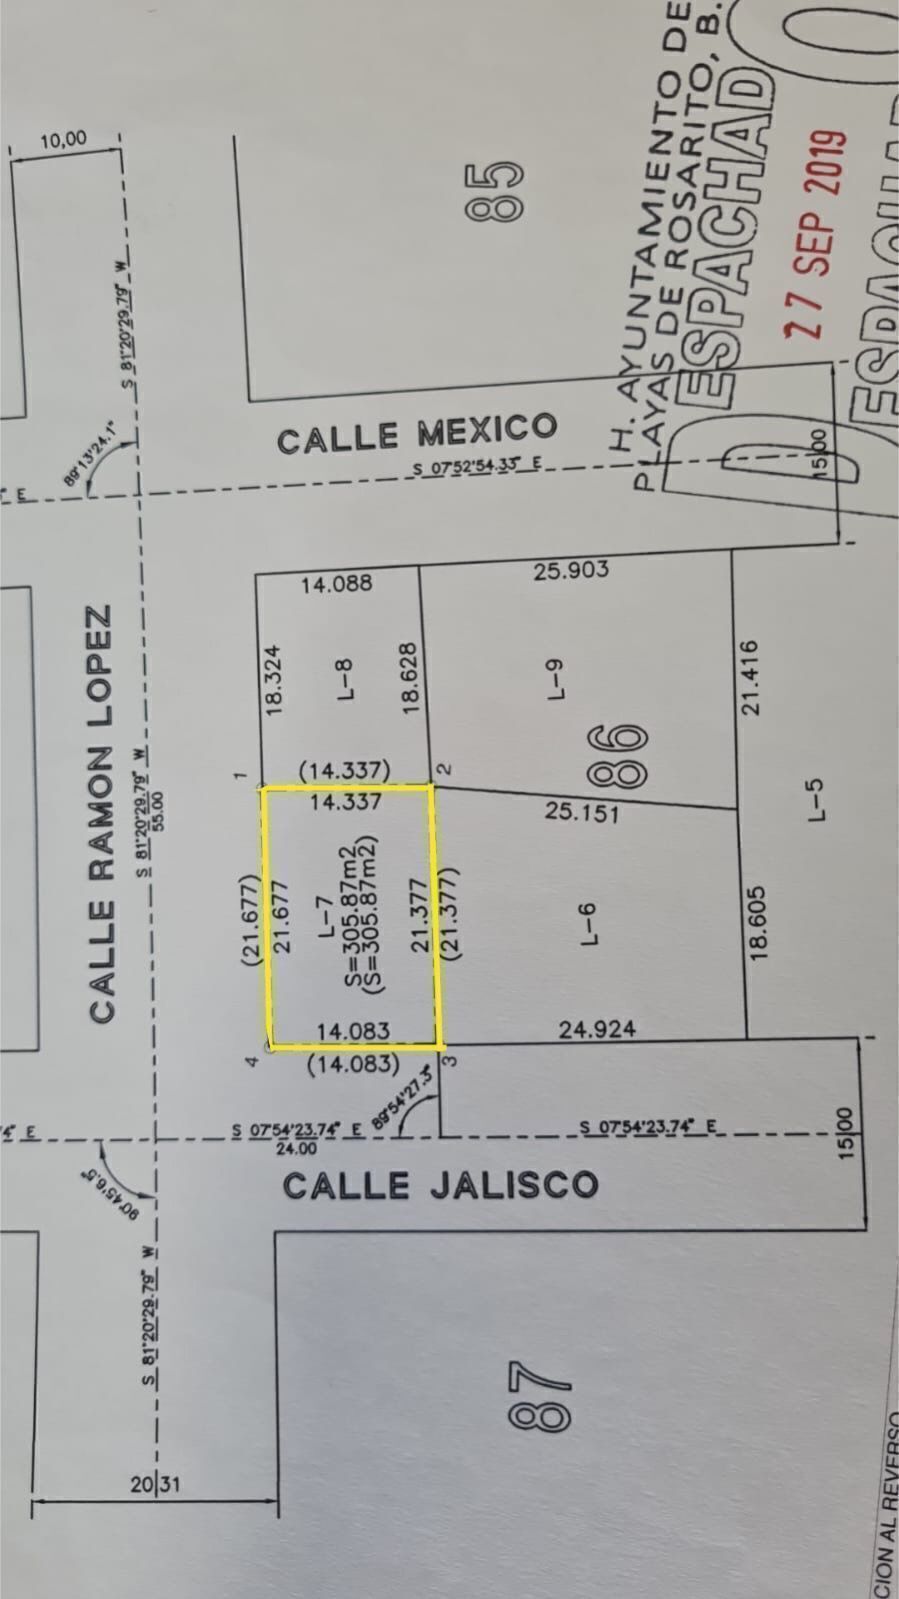 10,00
S 81°20'29.79" W
89°13'24.1"
E
85
H. AYUNTAMIENTO DE
PLAYAS DE ROSARITO, B.
DESPACHADO
27 SEP 2019
CALLE MEXICO
S 07°52'54.33" E
15|00
CALLE RAMON LOPEZ
S 81°20'29.79" W
55.00
14.088
25.903
18.324
L-8
18.628
L-9
21.416
86
1
(14.337)
2
14.337
25.151
L-5
(21.677)
21.677
L-7
S=305.87m2
(S=305.87m2)
21.377
(21.377)
L-6
18.605
14.083
24.924
4
(14.083)
3
89°54'27.3"
4" E
S 07°54'23.74" E
24.00
S 07°54'23.74" E
15|00
90°45'6.5"
CALLE JALISCO
S 81°20'29.79" W
87
20|31
CION AL REVERSO